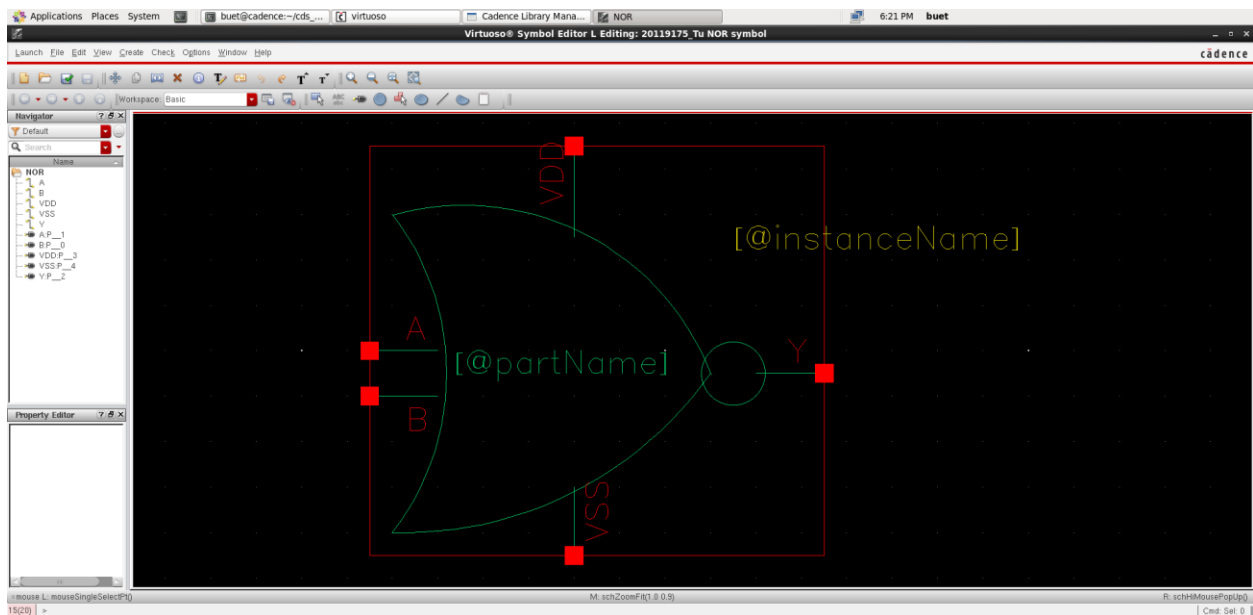 Applications Places System buet@cadence:~/cds_... virtuoso Cadence Library Mana... NOR 6:21 PM buet
Virtuoso® Symbol Editor L Editing: 20119175_Tu NOR symbol
Launch File Edit View Create Check Options Window Help
cādence
Workspace: Basic
Navigator
Default
Search
Name
NOR
A
B
VDD
VSS
Y
A:P__1
B:P__0
VDD:P__3
VSS:P__4
Y:P__2
Property Editor
VDD
[@instanceName]
A
[@partName]
Y
B
VSS
mouse L: mouseSingleSelectPt()
M: schZoomFit(1.0 0.9)
R: schHiMousePopUp()
15(20) >
Cmd: Sel: 0